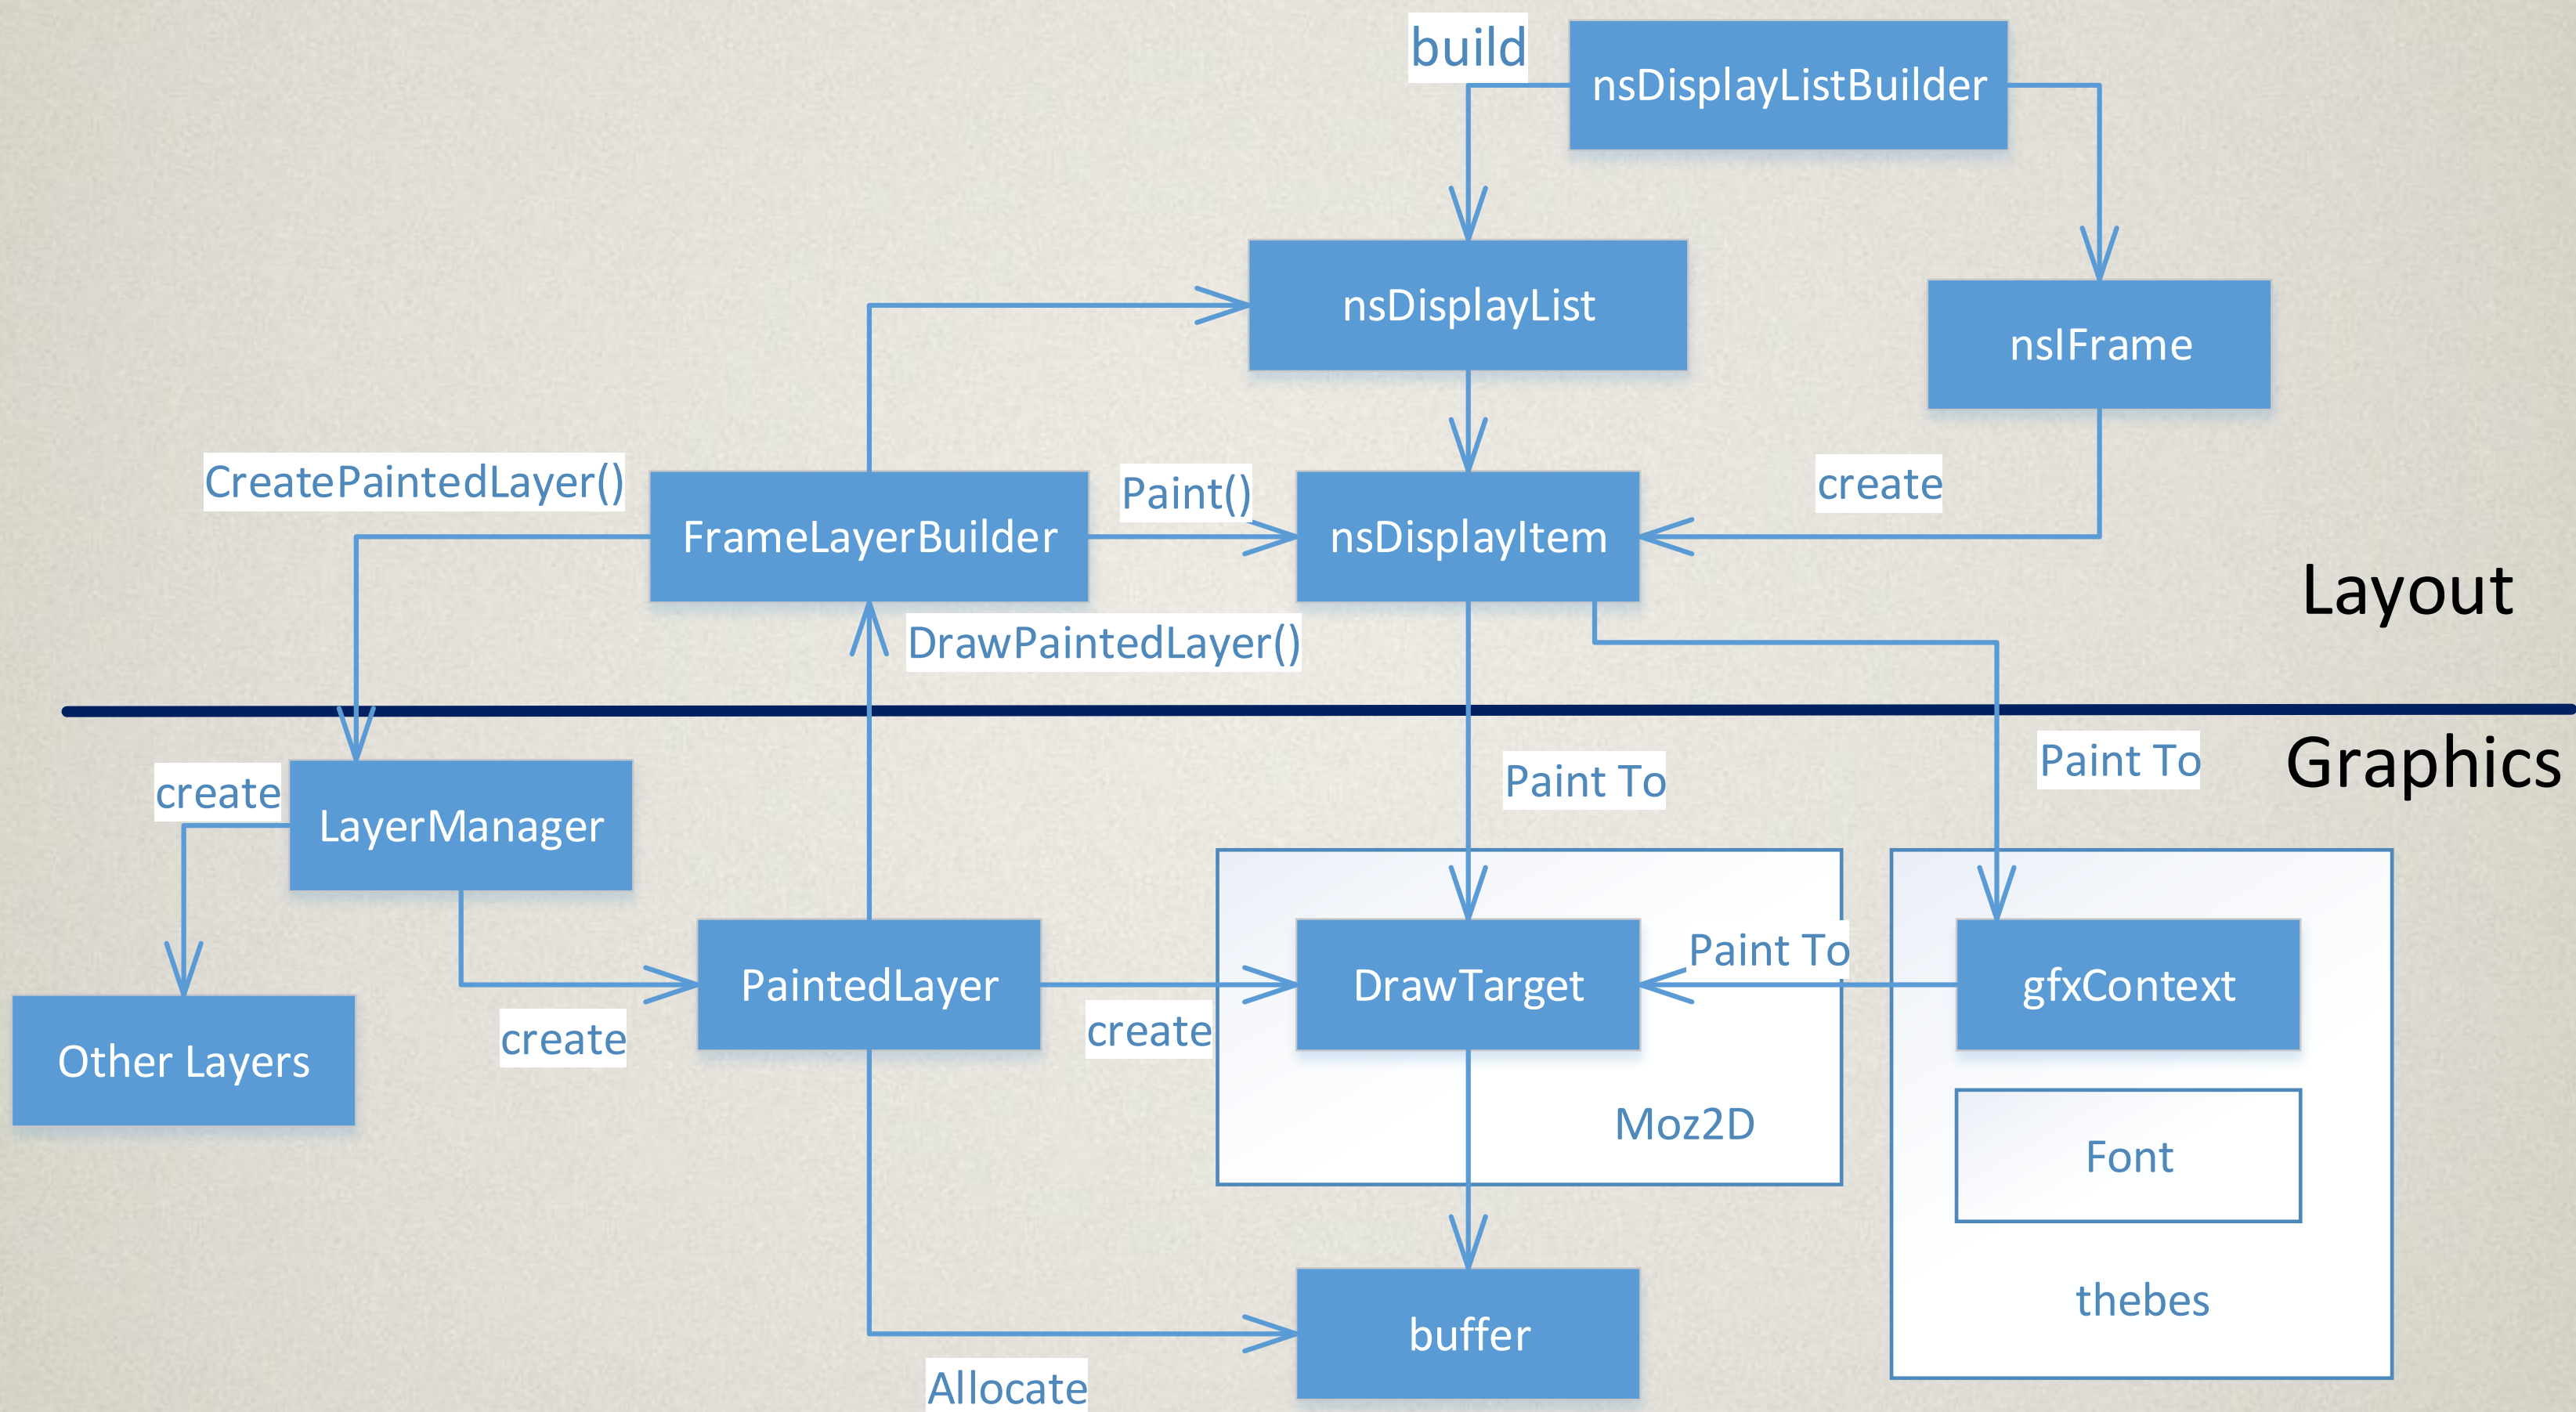 build
nsDisplayListBuilder
nsDisplayList
nsIFrame
CreatePaintedLayer()
Paint()
create
FrameLayerBuilder
nsDisplayItem
Layout
DrawPaintedLayer()
Graphics
Paint To
Paint To
create
LayerManager
Paint To
PaintedLayer
DrawTarget
gfxContext
create
create
Other Layers
Moz2D
Font
thebes
buffer
Allocate